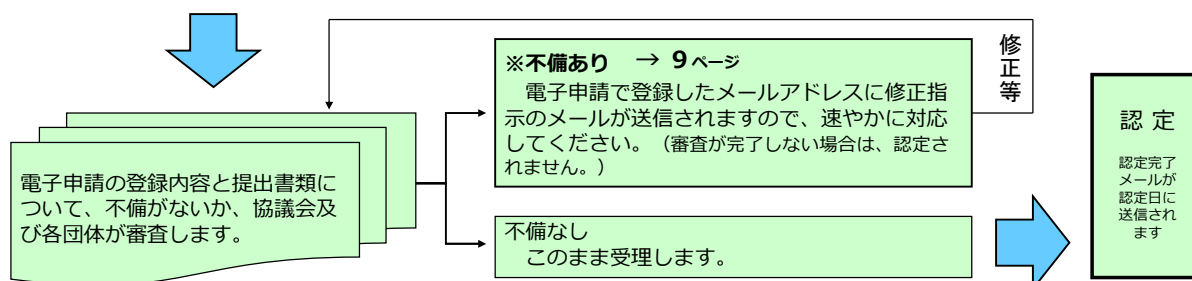 電子申請の登録内容と提出書類に
ついて、不備がないか、協議会及
び各団体が審査します。
※不備あり　→ 9ページ
　電子申請で登録したメールアドレスに修正指
示のメールが送信されますので、速やかに対応
してください。（審査が完了しない場合は、認定さ
れません。）
修正等
不備なし
　このまま受理します。
認 定
認定完了
メールが
認定日に
送信され
ます